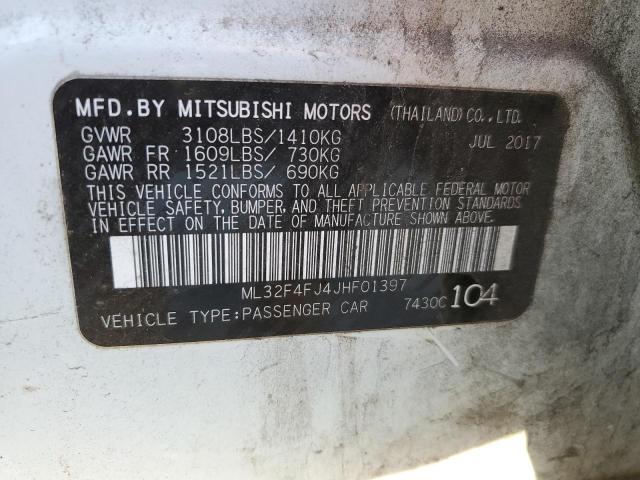 MFD.BY MITSUBISHI MOTORS (THAILAND)CO.,LTD.
GVWR 3108LBS/1410KG JUL 2017
GAWR FR 1609LBS/ 730KG
GAWR RR 1521LBS/ 690KG
THIS VEHICLE CONFORMS TO ALL APPLICABLE FEDERAL MOTOR
VEHICLE SAFETY, BUMPER, AND THEFT PREVENTION STANDARDS
IN EFFECT ON THE DATE OF MANUFACTURE SHOWN ABOVE.
ML32F4FJ4JHF01397
VEHICLE TYPE:PASSENGER CAR 7430C 104